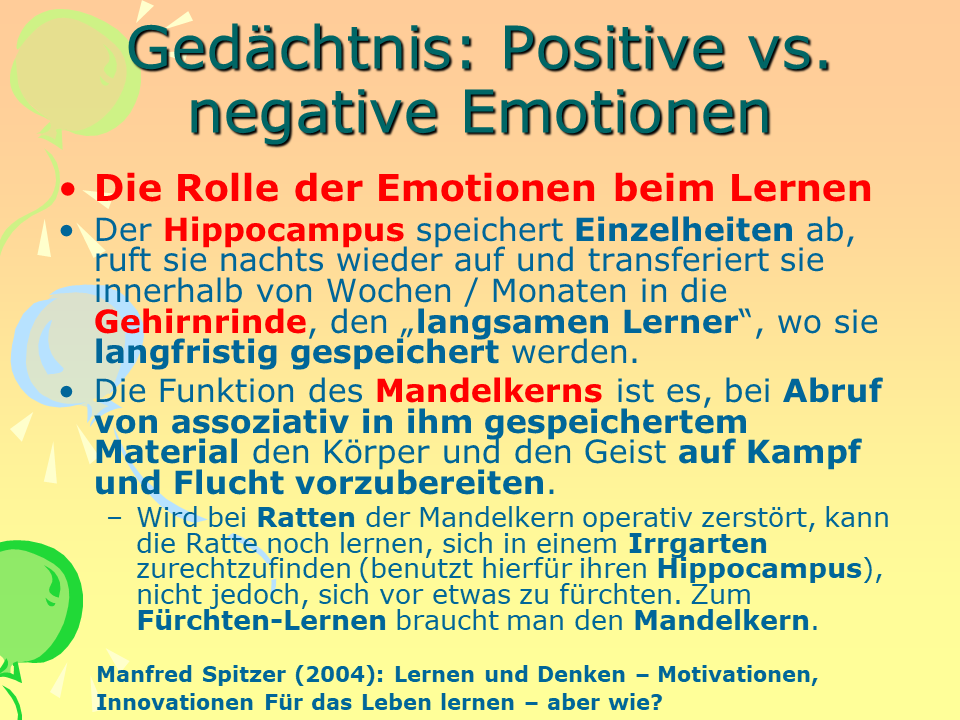 Gedächtnis: Positive vs.
negative Emotionen
• Die Rolle der Emotionen beim Lernen
• Der Hippocampus speichert Einzelheiten ab,
ruft sie nachts wieder auf und transferiert sie
innerhalb von Wochen / Monaten in die
Gehirnrinde, den „langsamen Lerner“, wo sie
langfristig gespeichert werden.
• Die Funktion des Mandelkerns ist es, bei Abruf
von assoziativ in ihm gespeichertem
Material den Körper und den Geist auf Kampf
und Flucht vorzubereiten.
– Wird bei Ratten der Mandelkern operativ zerstört, kann
die Ratte noch lernen, sich in einem Irrgarten
zurechtzufinden (benutzt hierfür ihren Hippocampus),
nicht jedoch, sich vor etwas zu fürchten. Zum
Fürchten-Lernen braucht man den Mandelkern.
Manfred Spitzer (2004): Lernen und Denken – Motivationen,
Innovationen Für das Leben lernen – aber wie?